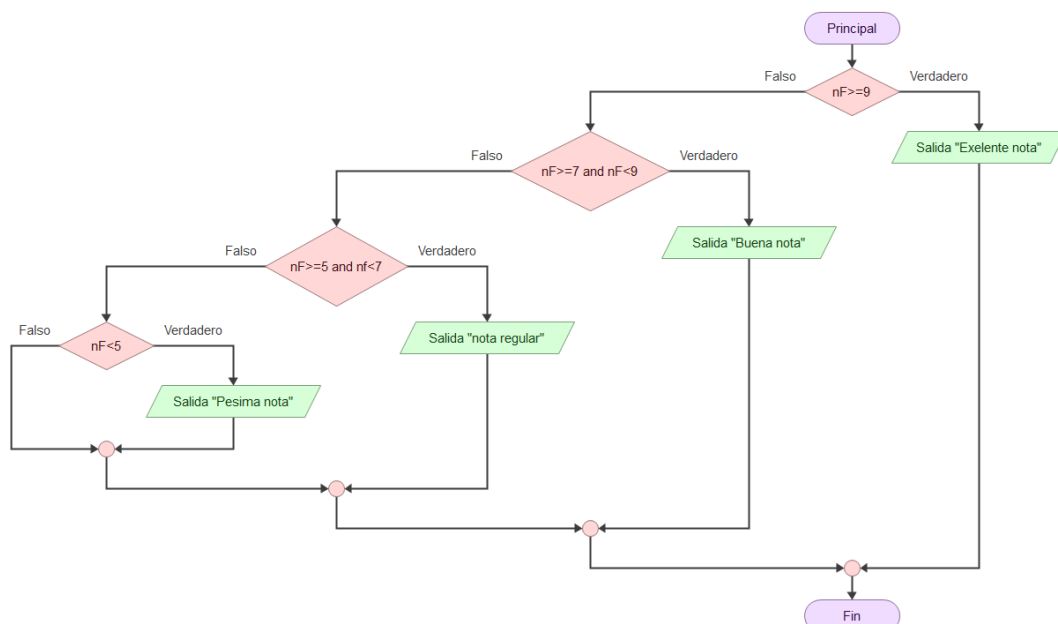 Principal
Falso
Verdadero
nF>=9
Salida "Exelente nota"
Falso
Verdadero
nF>=7 and nF<9
Salida "Buena nota"
Falso
Verdadero
nF>=5 and nf<7
Salida "nota regular"
Falso
Verdadero
nF<5
Salida "Pesima nota"
Fin